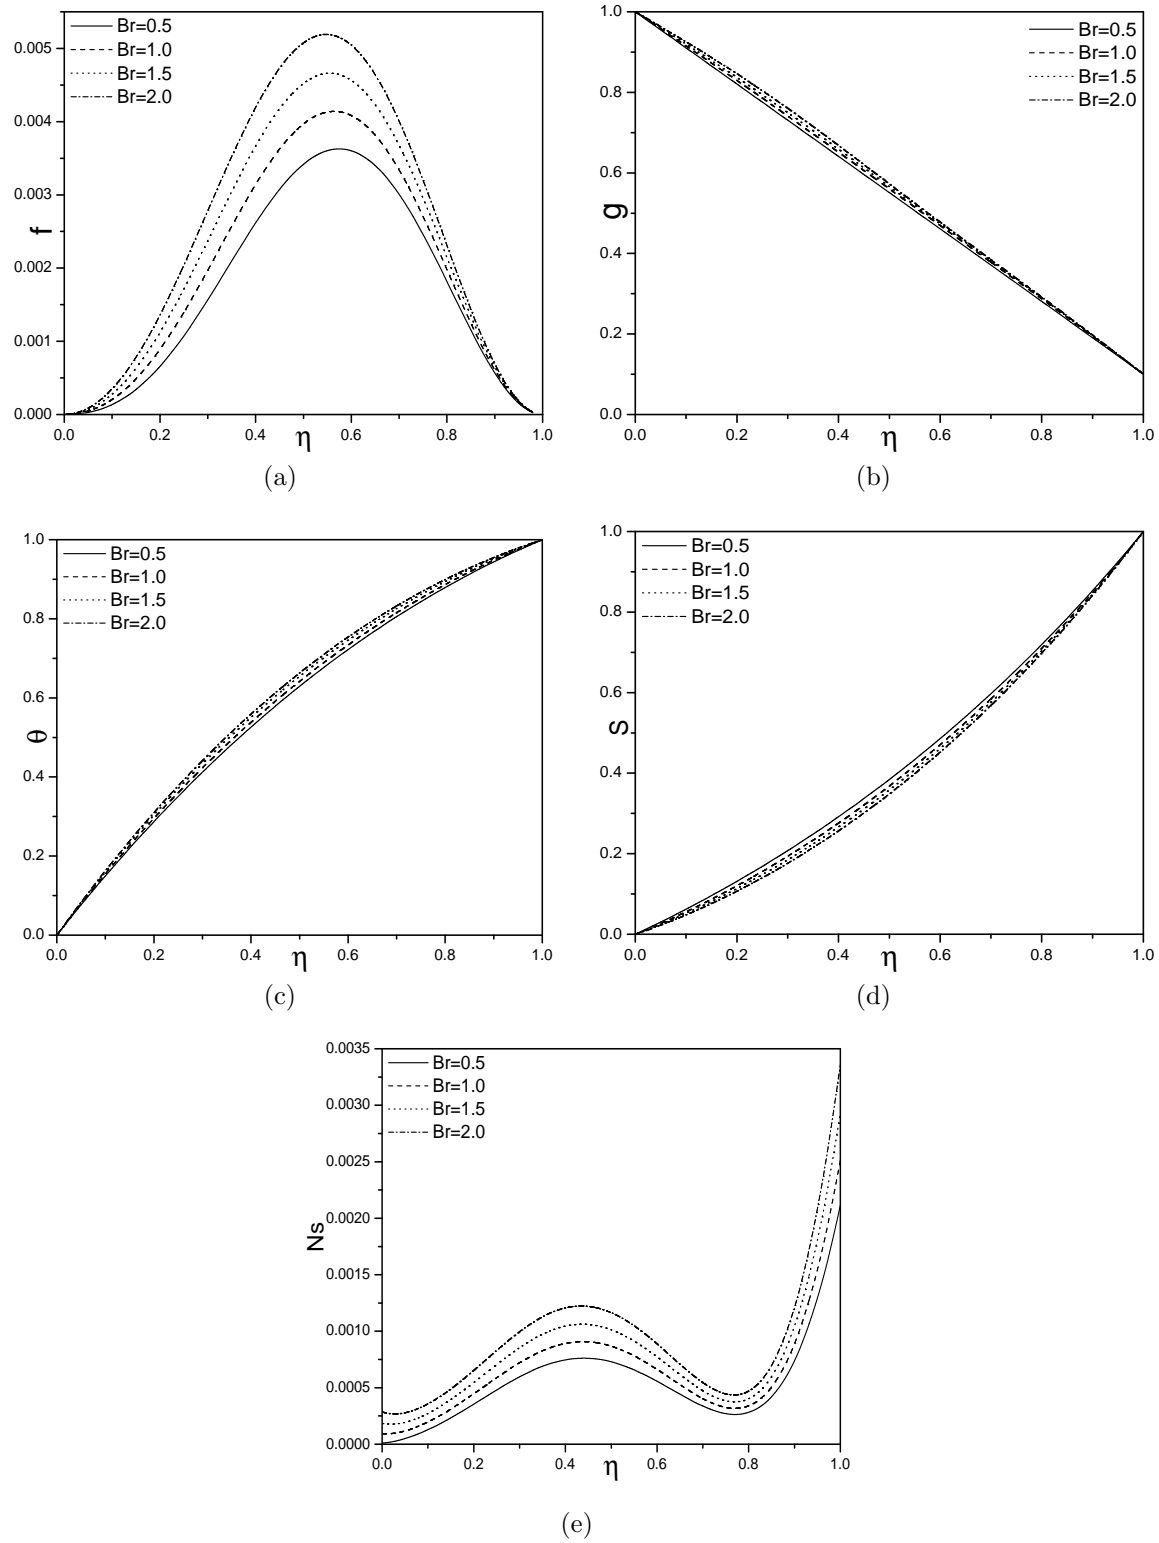 Br=0.5
Br=1.0
Br=1.5
Br=2.0
0.005
0.004
0.003
0.002
0.001
0.000
f
0.0 0.2 0.4 0.6 0.8 1.0
η
(a)
Br=0.5
Br=1.0
Br=1.5
Br=2.0
1.0
0.8
0.6
0.4
0.2
0.0
g
0.0 0.2 0.4 0.6 0.8 1.0
η
(b)
Br=0.5
Br=1.0
Br=1.5
Br=2.0
1.0
0.8
0.6
0.4
0.2
0.0
θ
0.0 0.2 0.4 0.6 0.8 1.0
η
(c)
Br=0.5
Br=1.0
Br=1.5
Br=2.0
1.0
0.8
0.6
0.4
0.2
0.0
S
0.0 0.2 0.4 0.6 0.8 1.0
η
(d)
Br=0.5
Br=1.0
Br=1.5
Br=2.0
0.0035
0.0030
0.0025
0.0020
0.0015
0.0010
0.0005
0.0000
Ns
0.0 0.2 0.4 0.6 0.8 1.0
η
(e)